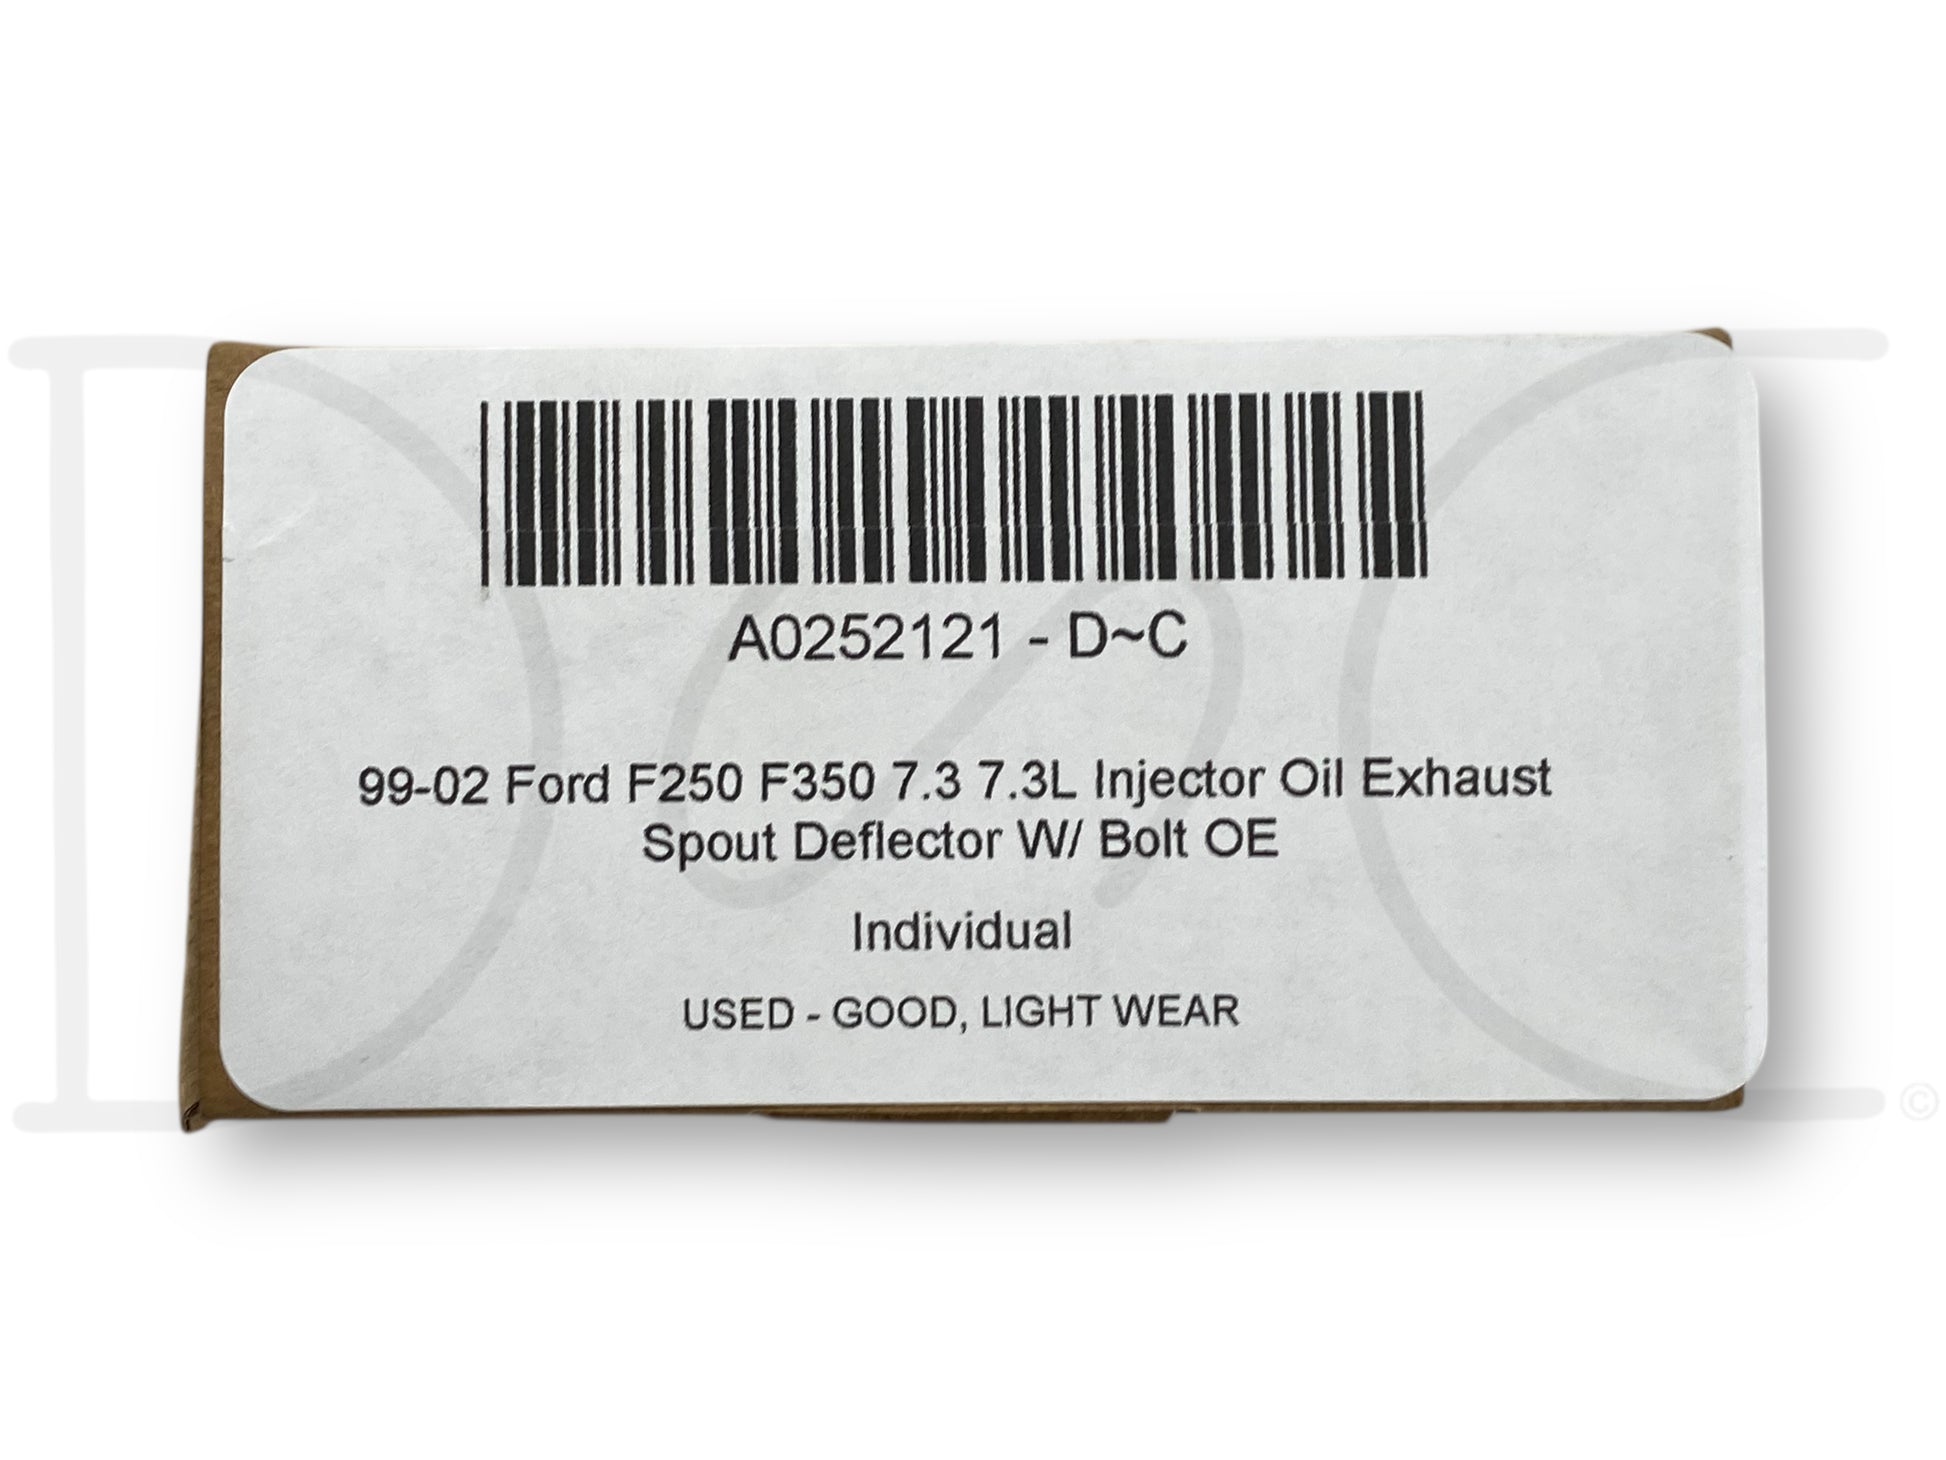 A0252121 - D~C
99-02 Ford F250 F350 7.3 7.3L Injector Oil Exhaust
Spout Deflector W/ Bolt OE
Individual
USED - GOOD, LIGHT WEAR
D~C ©